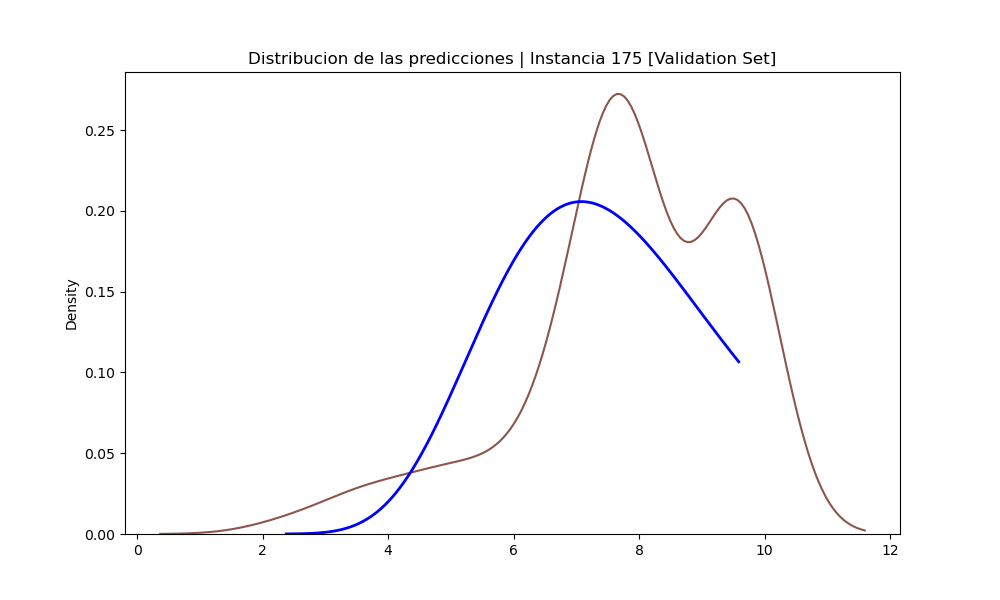 Distribucion de las predicciones | Instancia 175 [Validation Set]
Density
0.25
0.20
0.15
0.10
0.05
0.00
0 2 4 6 8 10 12